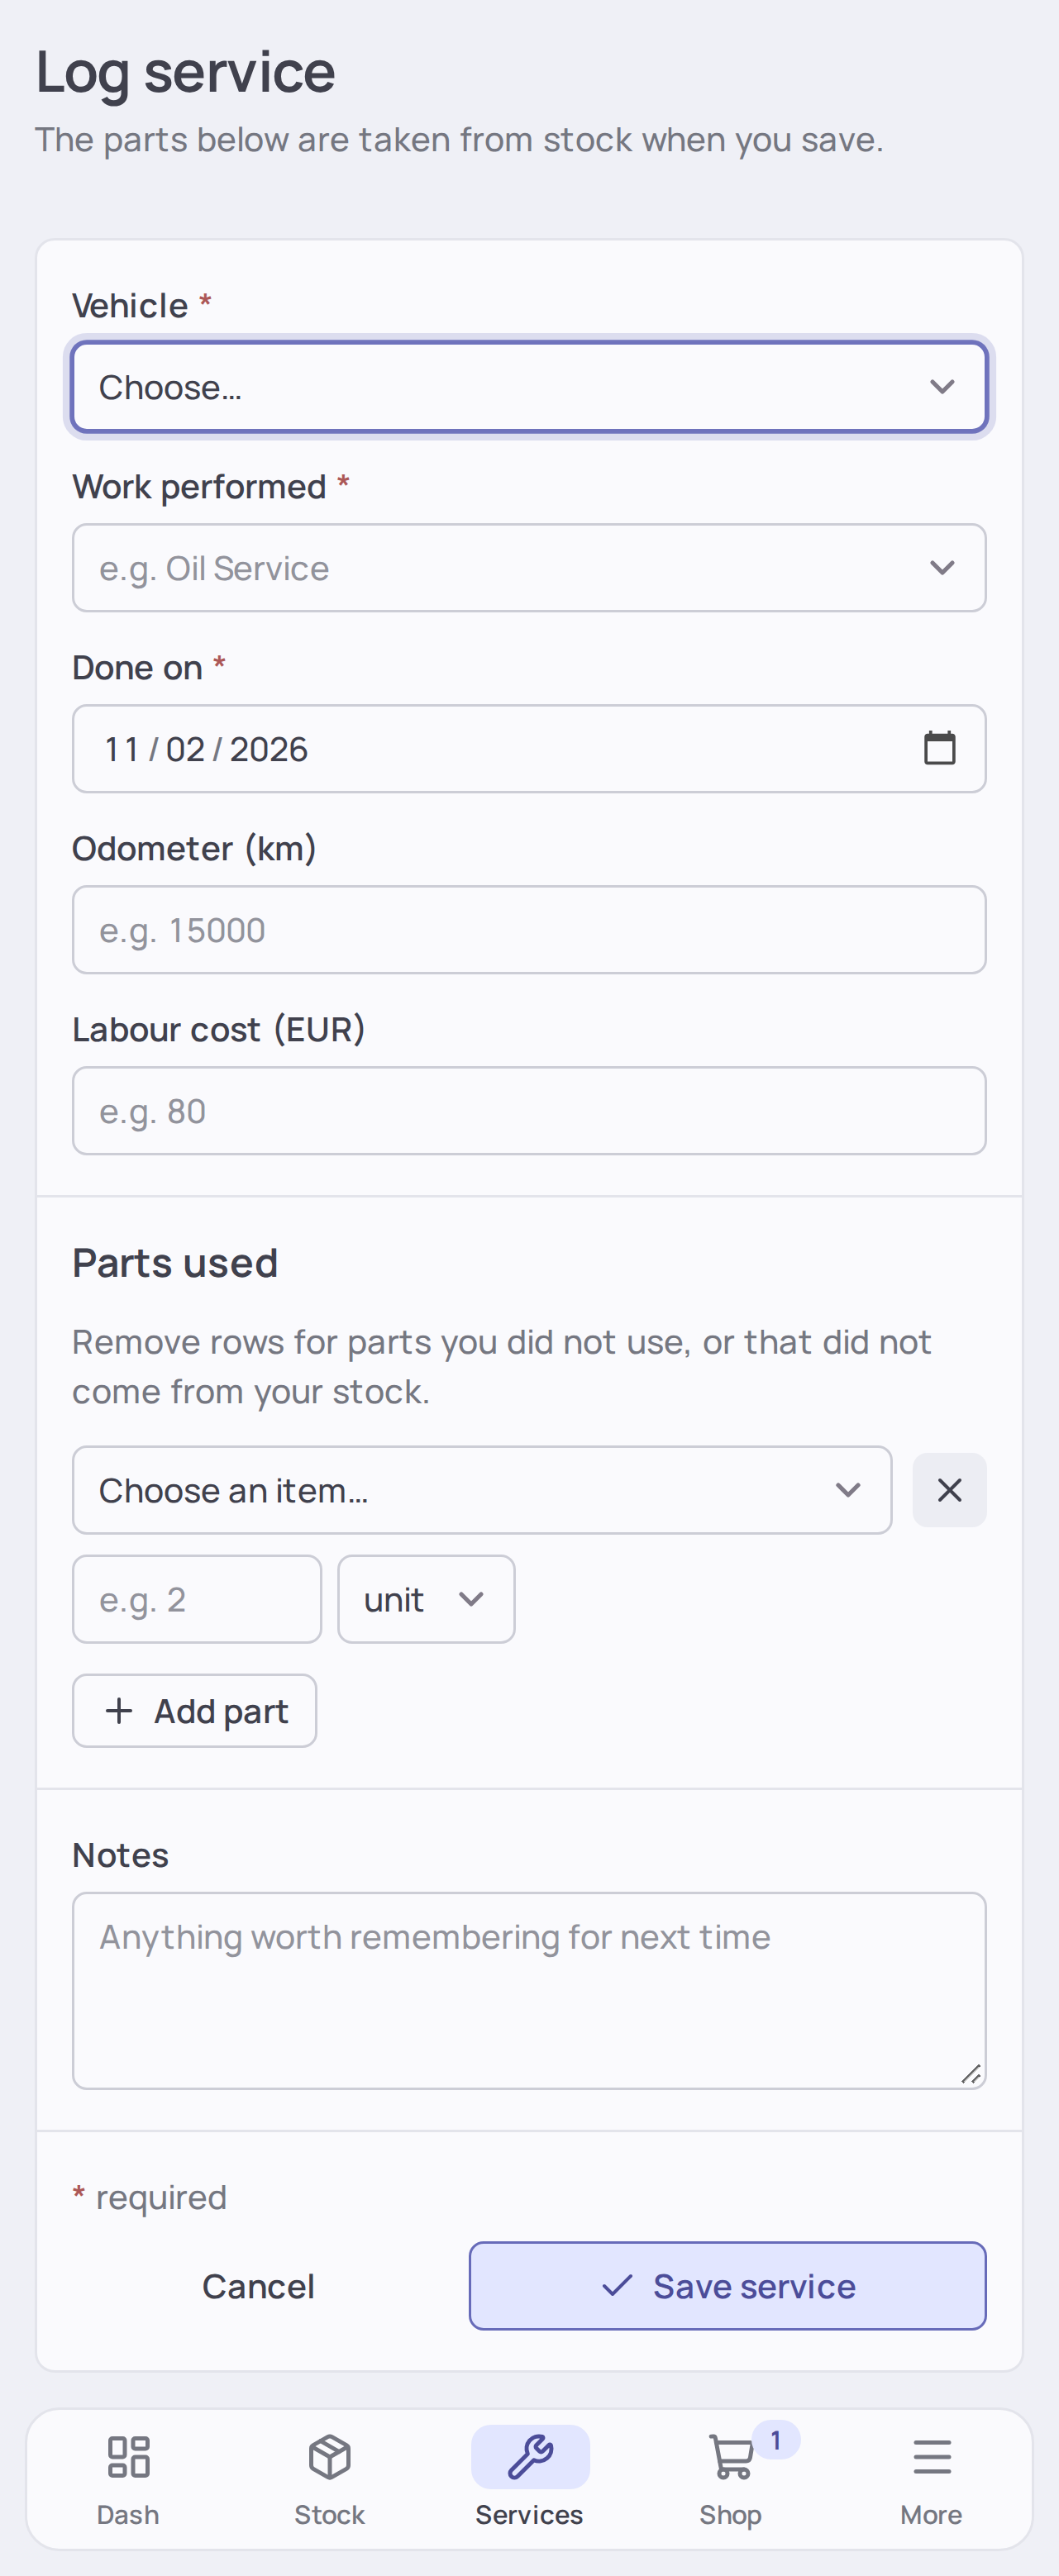 Log service
The parts below are taken from stock when you save.
Vehicle *
Choose...
Work performed *
e.g. Oil Service
Done on *
11/02/2026
Odometer (km)
e.g. 15000
Labour cost (EUR)
e.g. 80
Parts used
Remove rows for parts you did not use, or that did not
come from your stock.
Choose an item...
e.g. 2 unit
Add part
Notes
Anything worth remembering for next time
* required
Cancel Save service
1
Dash Stock Services Shop More